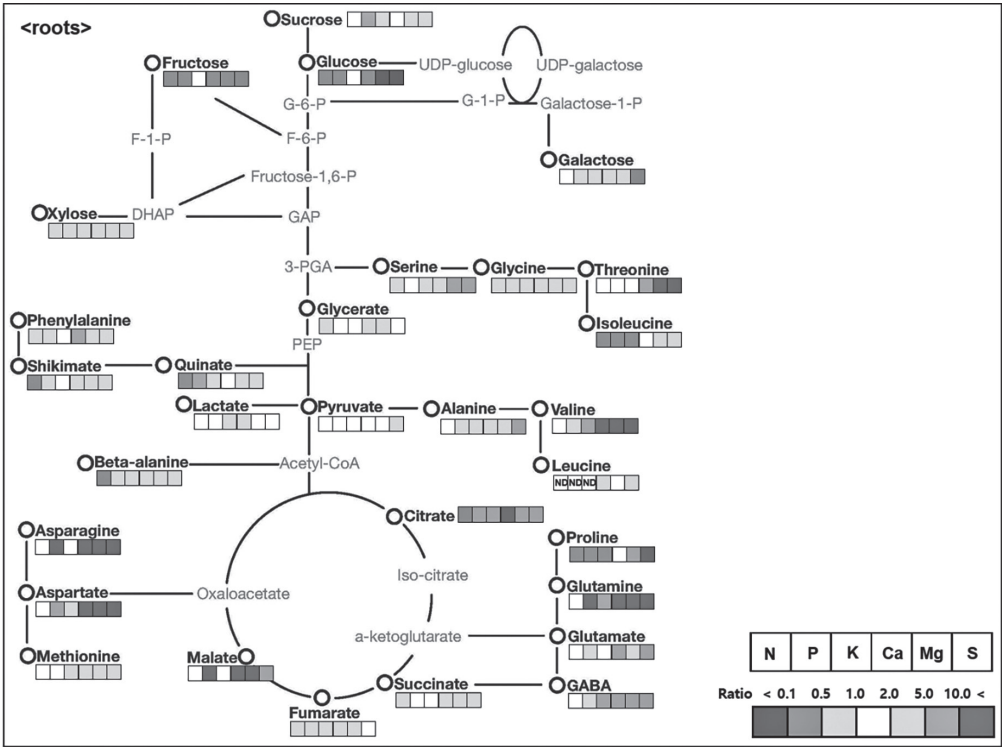 <roots>
Sucrose
Fructose
Glucose
UDP-glucose
UDP-galactose
G-6-P
G-1-P
Galactose-1-P
F-1-P
F-6-P
Galactose
Fructose-1,6-P
Xylose
DHAP
GAP
3-PGA
Serine
Glycine
Threonine
Glycerate
Phenylalanine
Isoleucine
PEP
Shikimate
Quinate
Lactate
Pyruvate
Alanine
Valine
Beta-alanine
Acetyl-CoA
Leucine
ND ND ND
Citrate
Asparagine
Proline
Iso-citrate
Aspartate
Oxaloacetate
Glutamine
a-ketoglutarate
Glutamate
Methionine
Malate
Succinate
GABA
Fumarate
N P K Ca Mg S
Ratio < 0.1 0.5 1.0 2.0 5.0 10.0 <